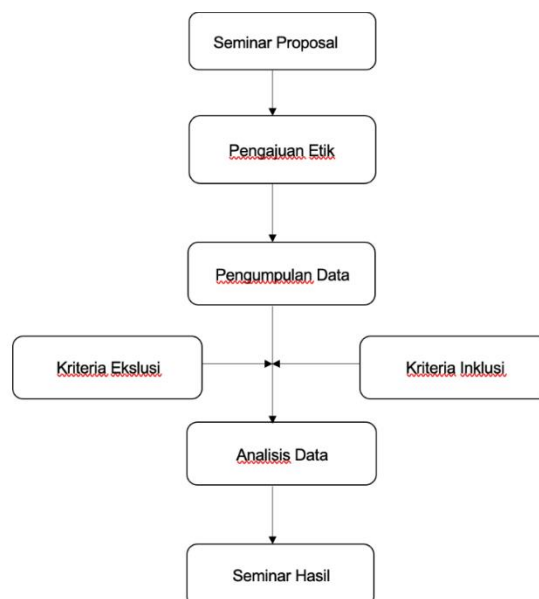 Seminar Proposal
Pengajuan Etik
Pengumpulan Data
Kriteria Ekslusi
Kriteria Inklusi
Analisis Data
Seminar Hasil